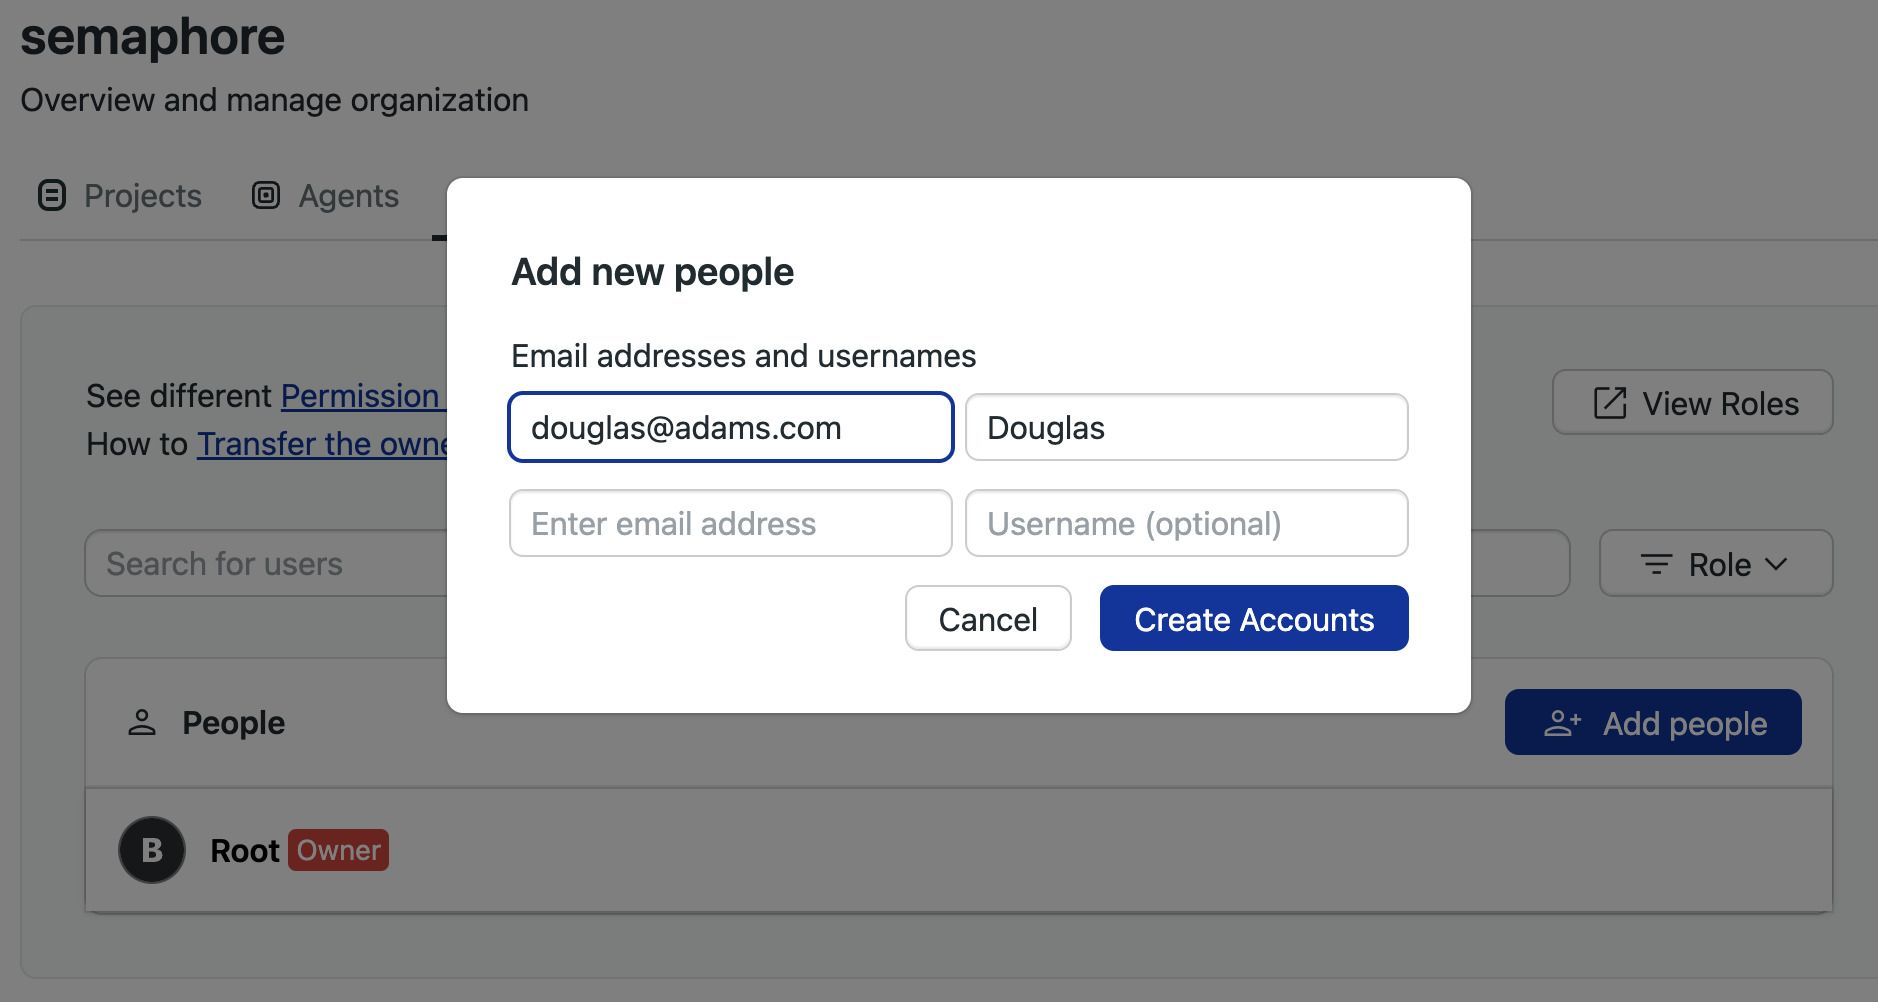 semaphore
Overview and manage organization
Projects
Agents
Add new people
Email addresses and usernames
douglas@adams.com
Douglas
Enter email address
Username (optional)
Cancel
Create Accounts
See different Permission
How to Transfer the owne
View Roles
Search for users
Role
People
Add people
B
Root
Owner